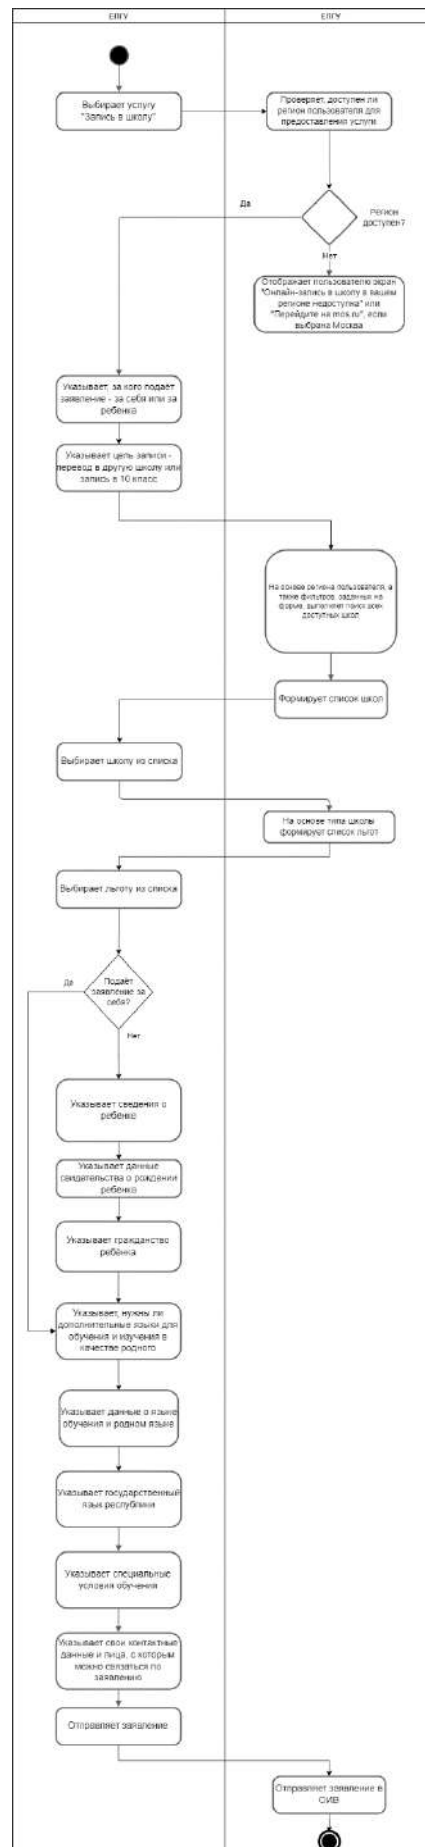 ЕПГУ
ЕПГУ
Выбирает услугу
"Запись в школу"
Проверяет, доступен ли
регион пользователя для
предоставления услуги
Да
Регион
доступен?
Нет
Отображает пользователю экран
"Онлайн-запись в школу в вашем
регионе недоступна" или
"Перейдите на mos.ru", если
выбрана Москва
Указывает, за кого подаёт
заявление - за себя или за
ребенка
Указывает цель записи -
перевод в другую школу или
запись в 10 класс
На основе региона пользователя, а
также фильтров, заданных на
форме, выполняет поиск всех
доступных школ
Формирует список школ
Выбирает школу из списка
На основе типа школы
формирует список льгот
Выбирает льготу из списка
Да
Подаёт
заявление за
себя?
Нет
Указывает сведения о
ребёнке
Указывает данные
свидетельства о рождении
ребёнка
Указывает гражданство
ребёнка
Указывает, нужны ли
дополнительные языки для
обучения и изучения в
качестве родного
Указывает данные о языке
обучения и родном языке
Указывает государственный
язык республики
Указывает специальные
условия обучения
Указывает свои контактные
данные и лица, с которым
можно связаться по
заявлению
Отправляет заявление
Отправляет заявление в
ОИВ